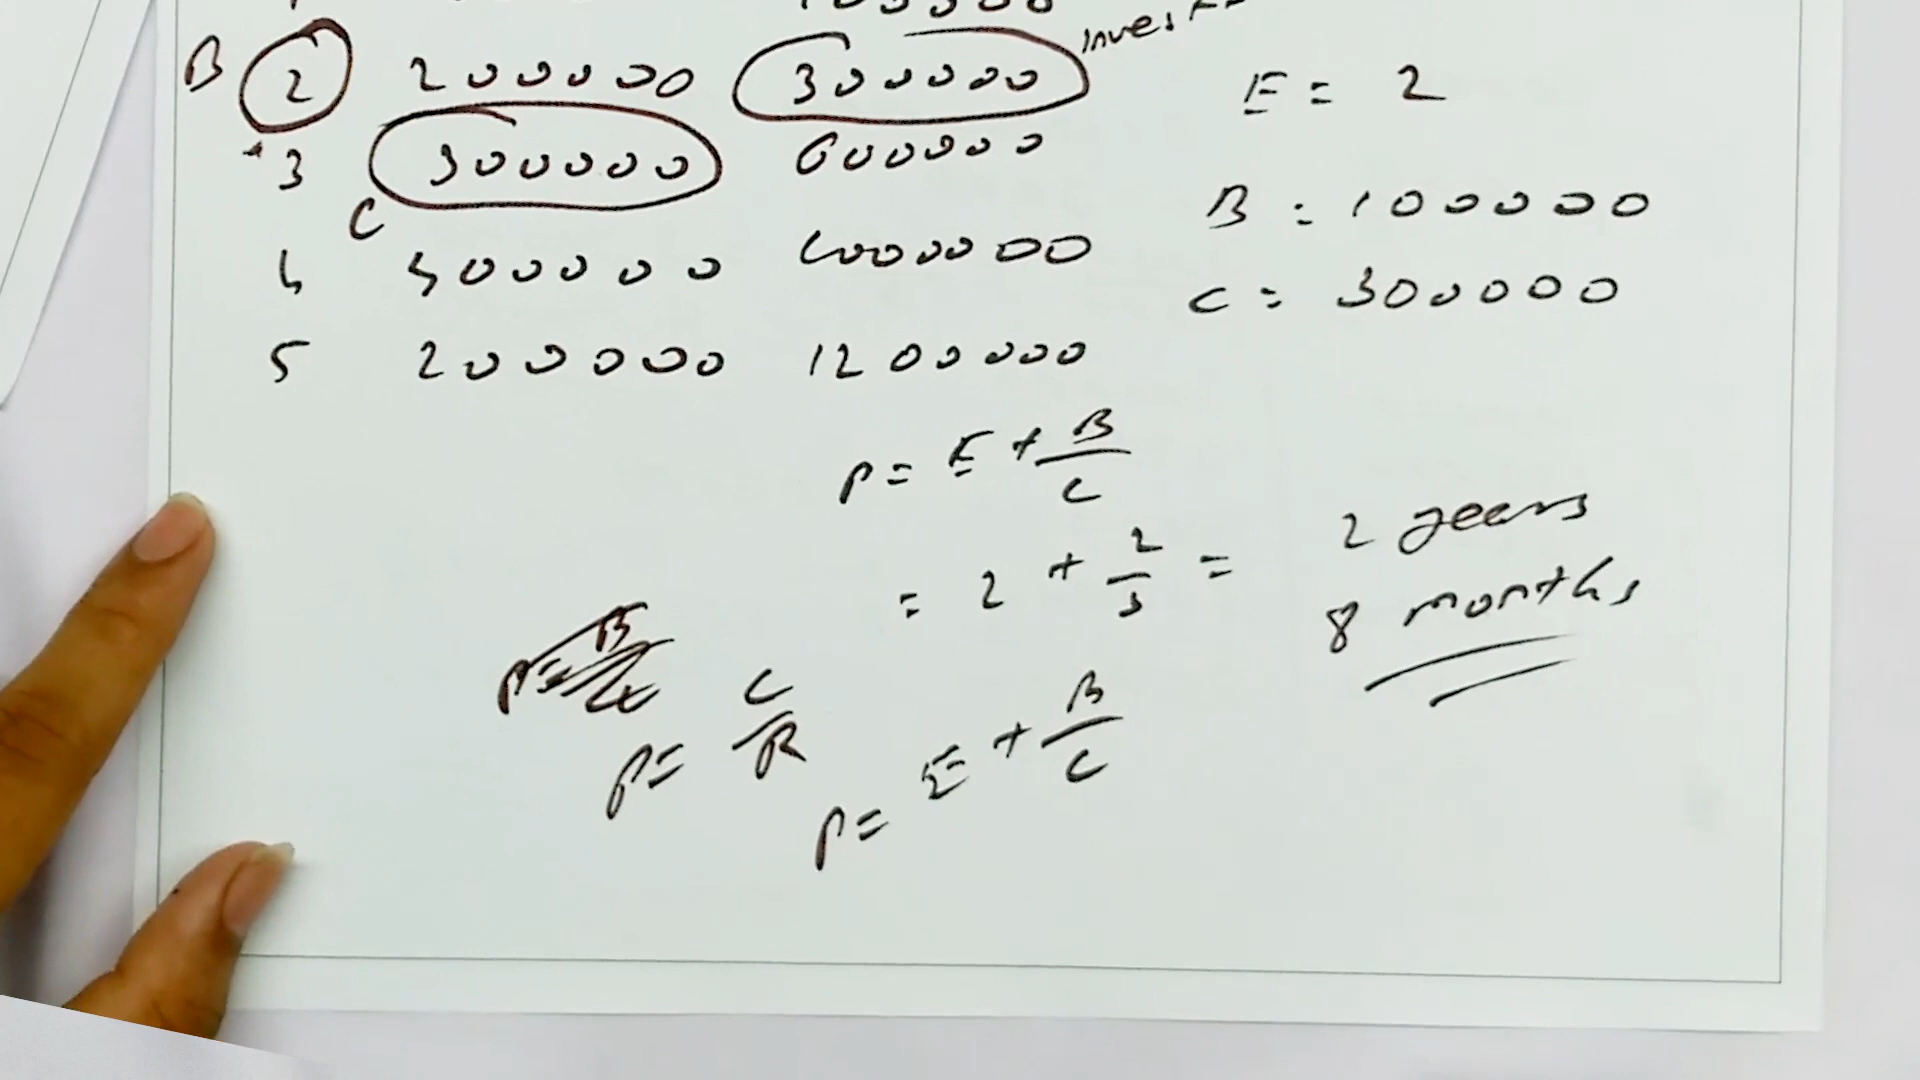 B 2 200000 300000 Invest
3 300000 600000
C
4 400000 1000000
5 200000 1200000
E = 2
B = 100000
C = 300000
P = E + B/C
= 2 + 2/3 = 2 years
8 months
P = C/R
P = E + B/C